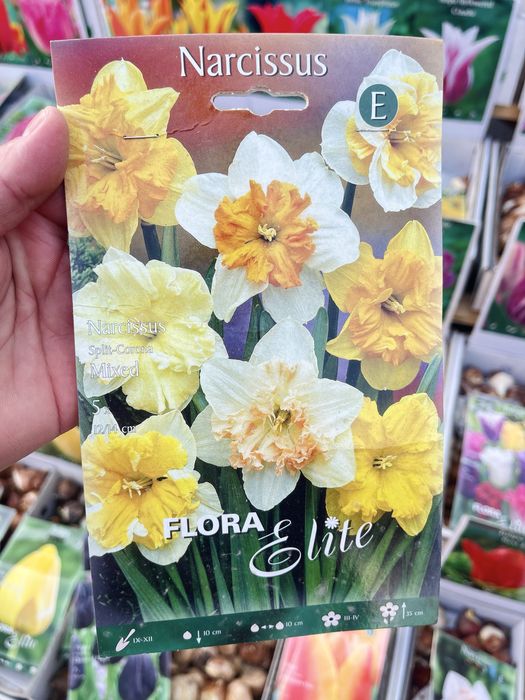 Narcissus
E
Narcissus
Split-Corona
Mixed
5x
12/14 cm
FLORA Elite
IX-XII
10 cm
10 cm
III-IV
35 cm